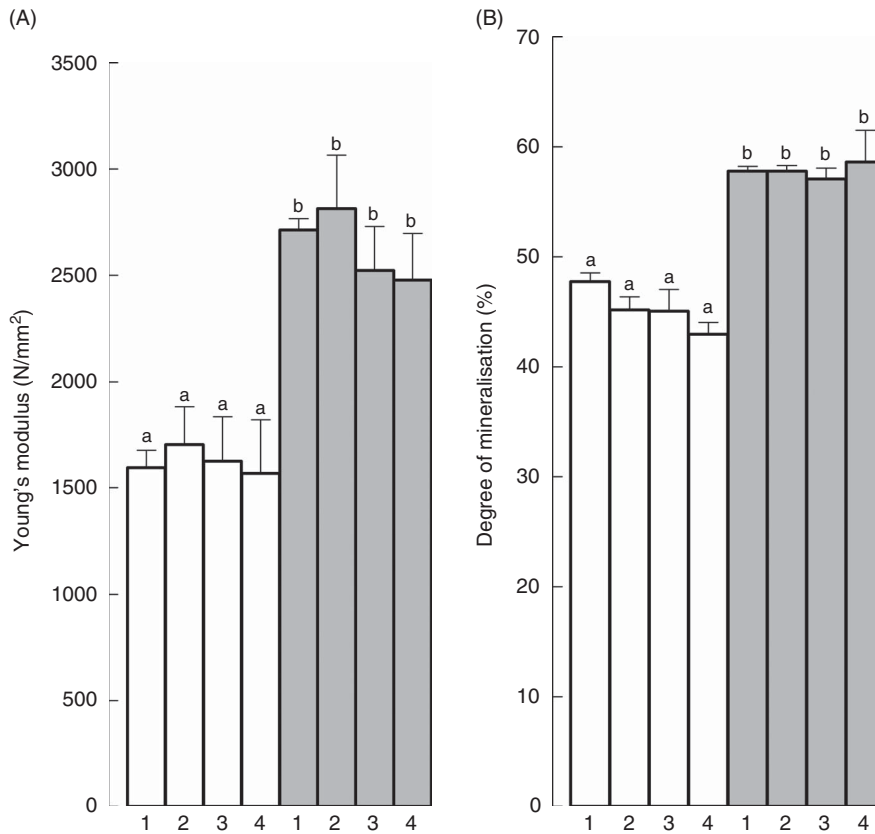 (A)
Young's modulus (N/mm²)
3500
3000
2500
2000
1500
1000
500
0
a
a
a
a
b
b
b
b
1 2 3 4 1 2 3 4
(B)
Degree of mineralisation (%)
70
60
50
40
30
20
10
0
a
a
a
a
b
b
b
b
1 2 3 4 1 2 3 4